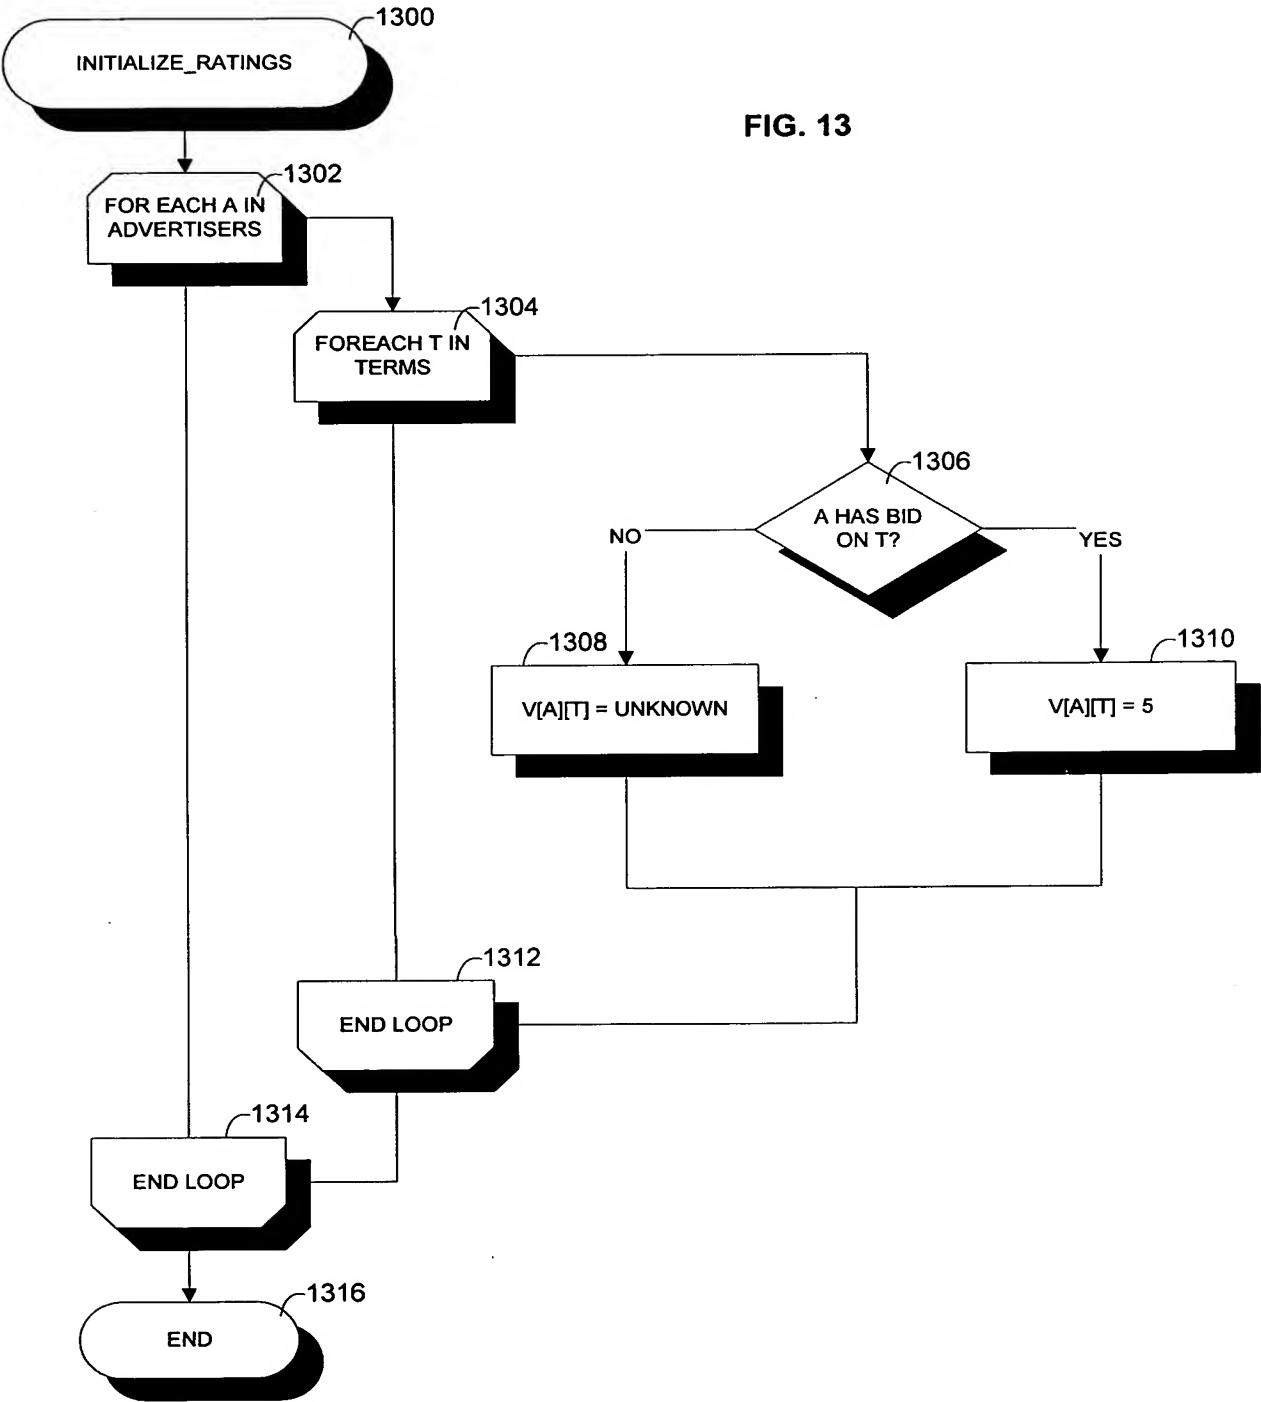 1300
INITIALIZE_RATINGS
FIG. 13
1302
FOR EACH A IN
ADVERTISERS
1304
FOREACH T IN
TERMS
1306
A HAS BID
ON T?
NO
YES
1308
V[A][T] = UNKNOWN
1310
V[A][T] = 5
1312
END LOOP
1314
END LOOP
1316
END